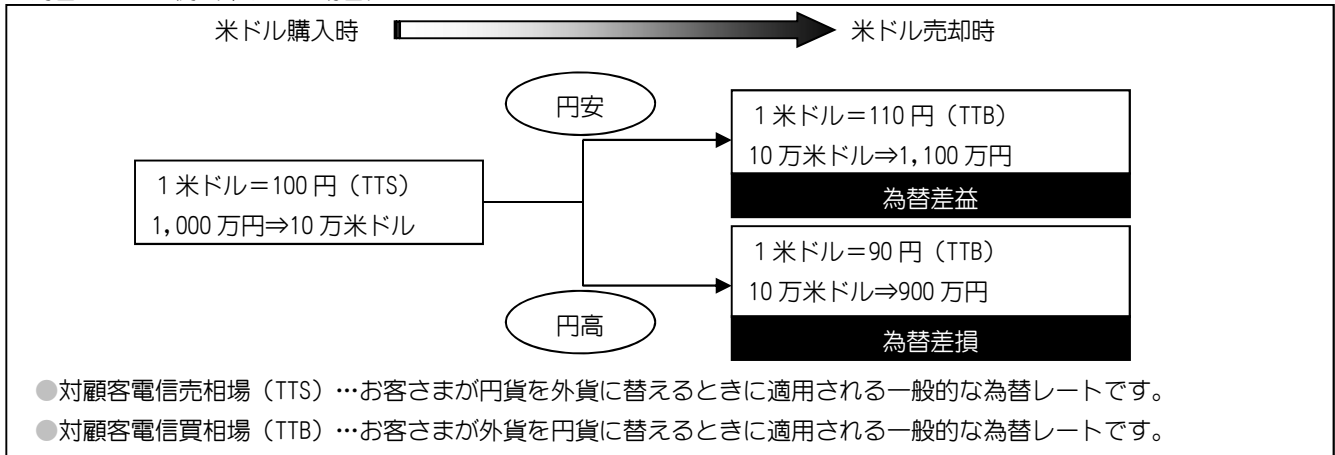 米ドル購入時
米ドル売却時
円安
1米ドル＝110円（TTB）
10万米ドル⇒1,100万円
為替差益
1米ドル＝100円（TTS）
1,000万円⇒10万米ドル
1米ドル＝90円（TTB）
10万米ドル⇒900万円
為替差損
円高
●対顧客電信売相場（TTS）…お客さまが円貨を外貨に替えるときに適用される一般的な為替レートです。
●対顧客電信買相場（TTB）…お客さまが外貨を円貨に替えるときに適用される一般的な為替レートです。